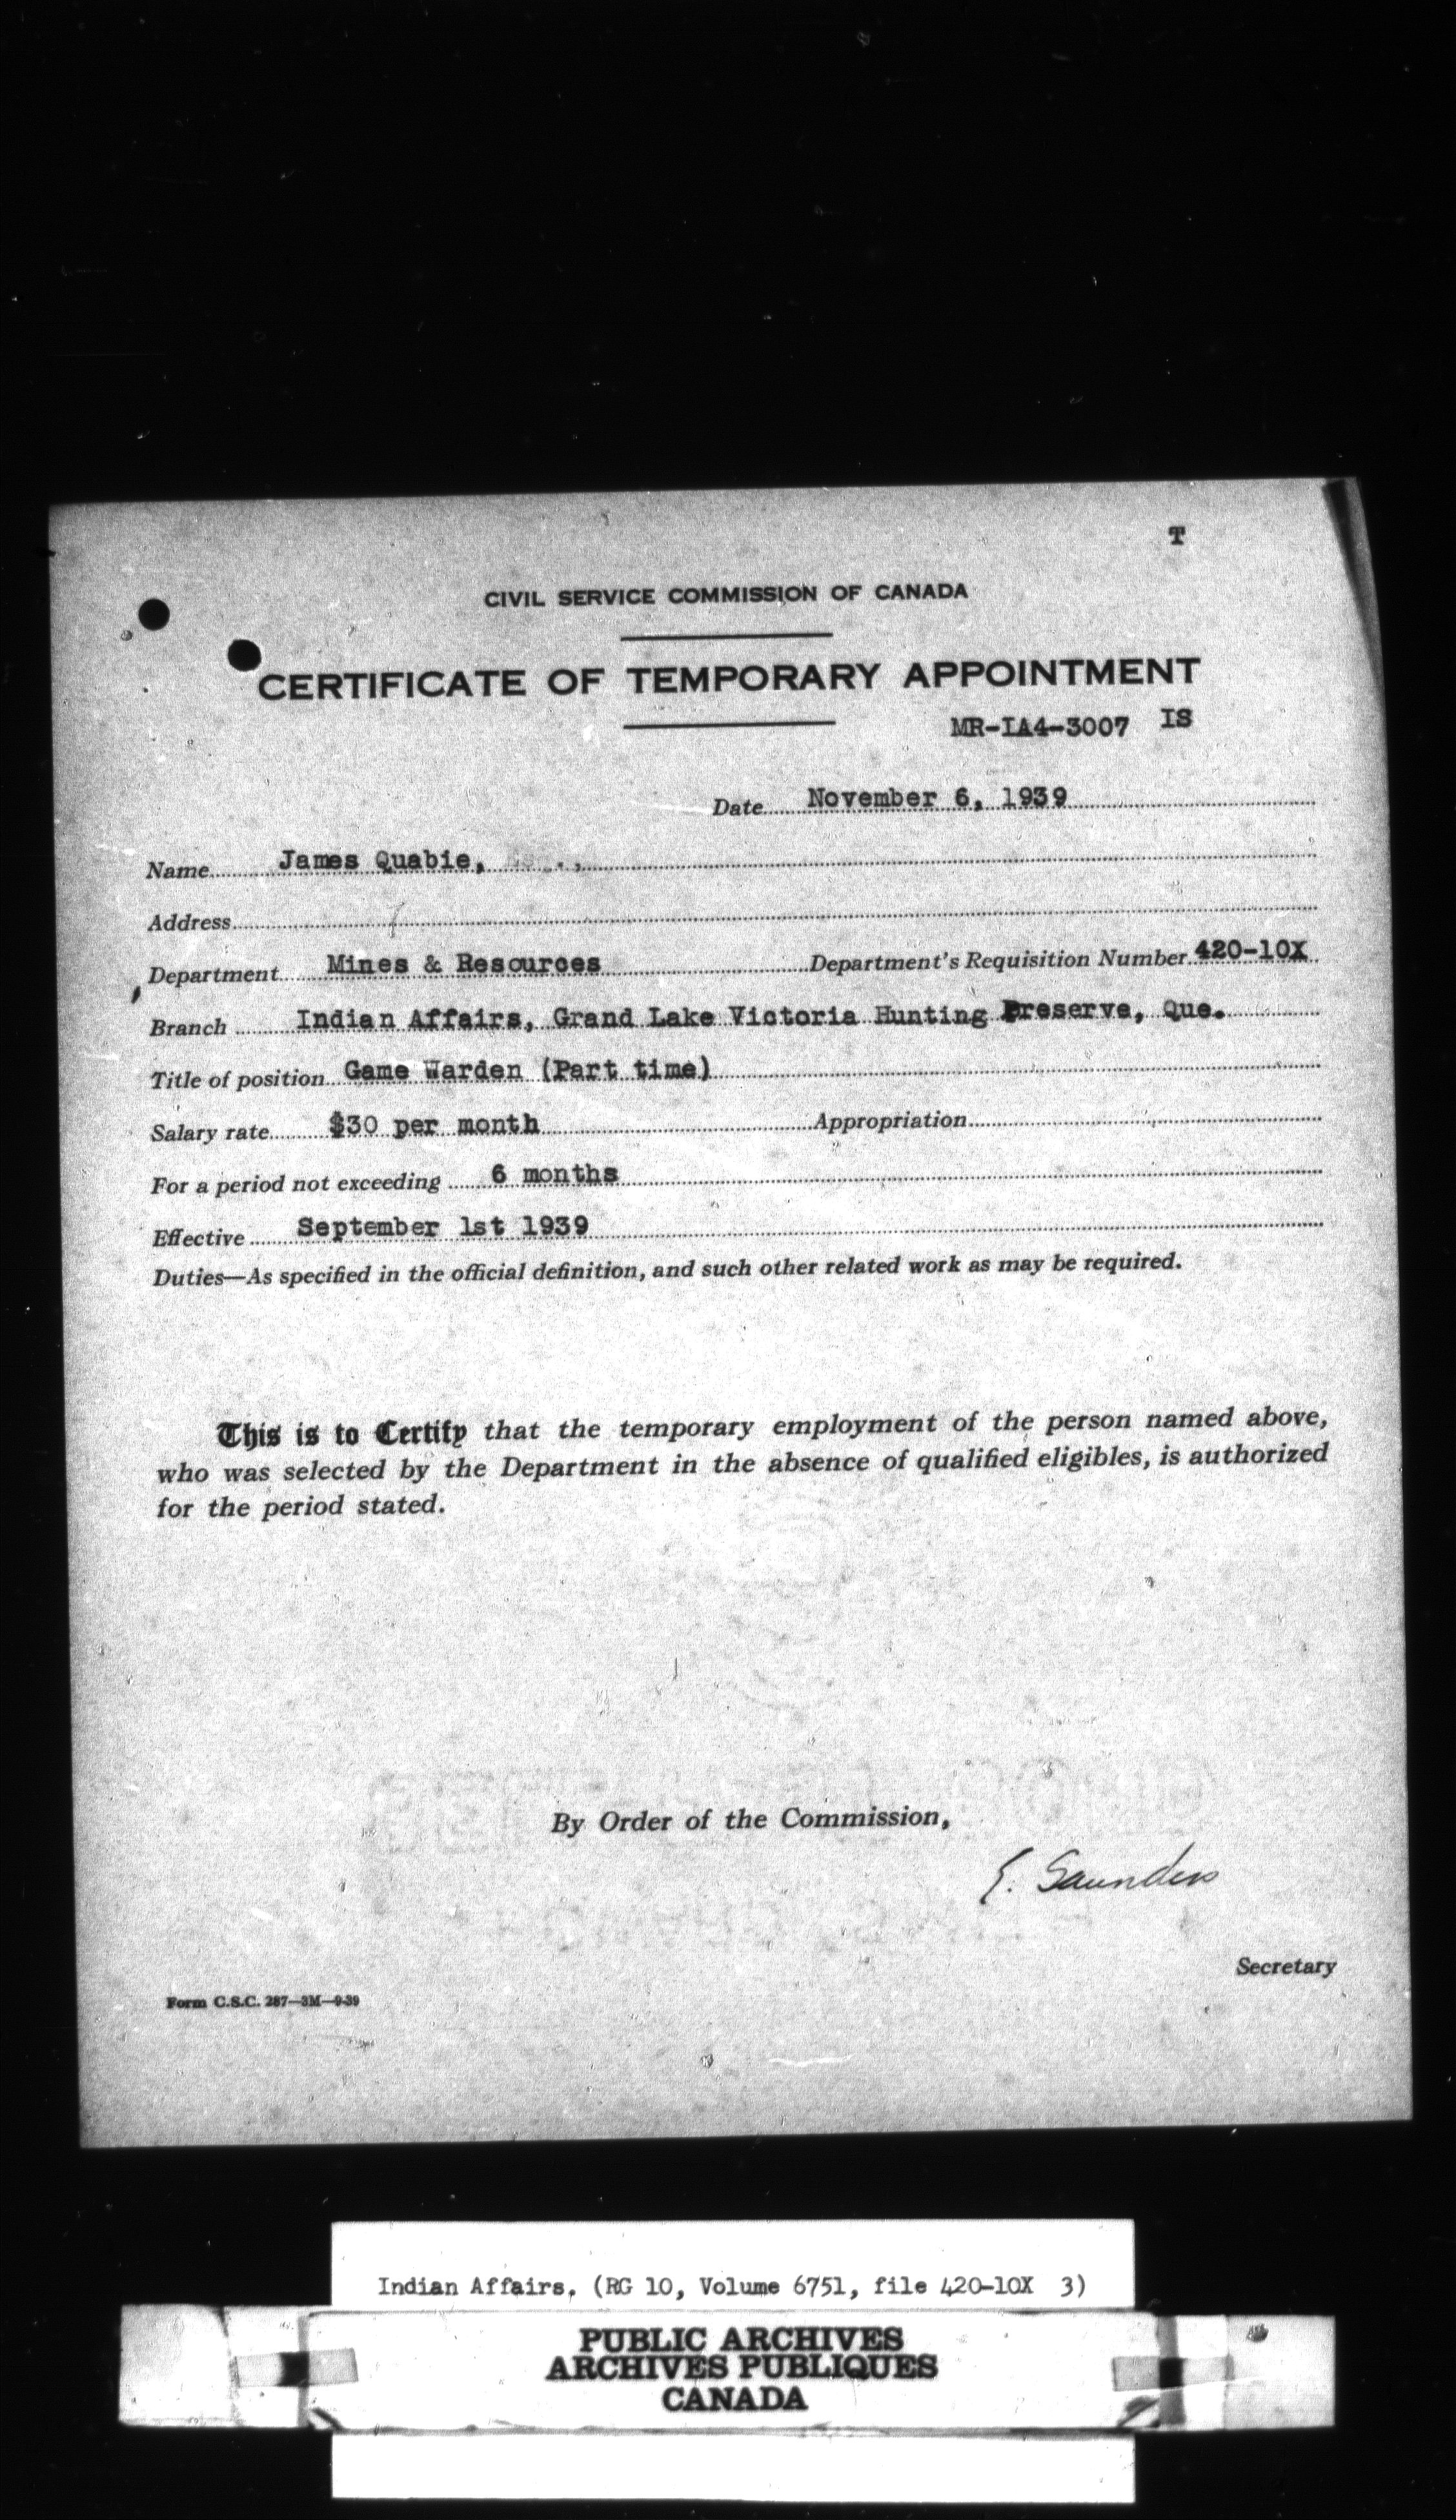 T
CIVIL SERVICE COMMISSION OF CANADA
CERTIFICATE OF TEMPORARY APPOINTMENT
MR-IA4-3007 IS
Date November 6, 1939
Name James Quabie,
Address
Department Mines & Resources Department's Requisition Number 420-10X
Branch Indian Affairs, Grand Lake Victoria Hunting Preserve, Que.
Title of position Game Warden (Part time)
Salary rate $30 per month Appropriation
For a period not exceeding 6 months
Effective September 1st 1939
Duties—As specified in the official definition, and such other related work as may be required.
This is to Certify that the temporary employment of the person named above,
who was selected by the Department in the absence of qualified eligibles, is authorized
for the period stated.
By Order of the Commission,
Saunders
Secretary
Form C.S.C. 287—3M—9-39
Indian Affairs. (RG 10, Volume 6751, file 420-10X 3)
PUBLIC ARCHIVES
ARCHIVES PUBLIQUES
CANADA